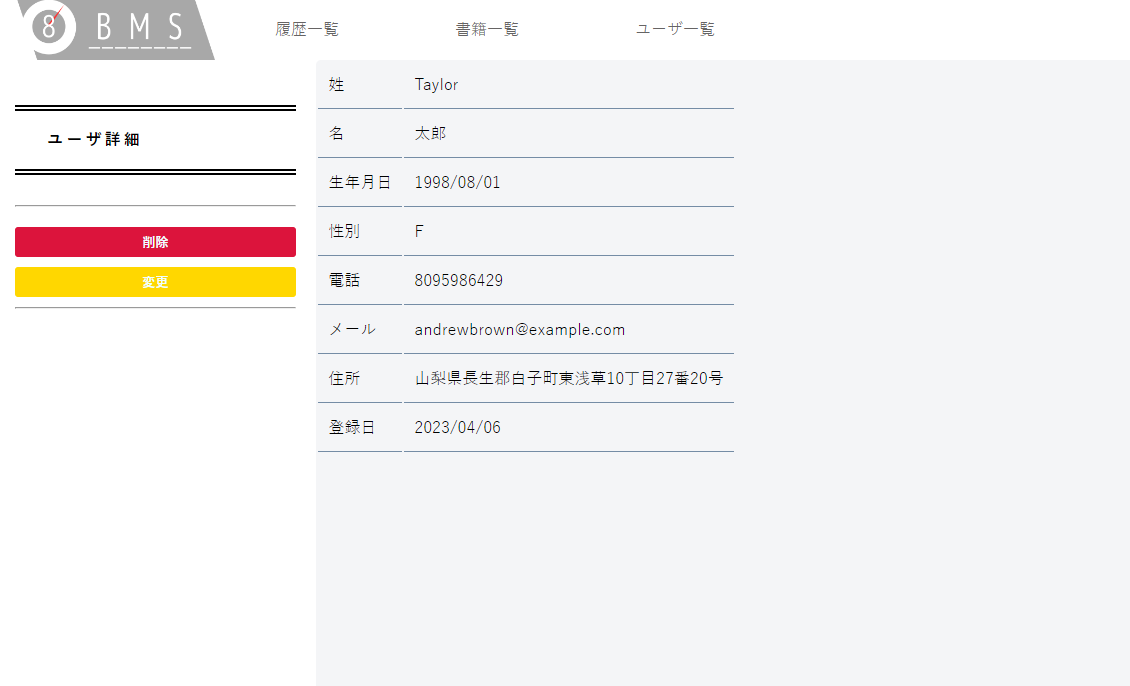 8 BMS
履歴一覧 書籍一覧 ユーザ一覧
ユーザ詳細
削除
変更
姓 Taylor
名 太郎
生年月日 1998/08/01
性別 F
電話 8095986429
メール andrewbrown@example.com
住所 山梨県長生郡白子町東浅草10丁目27番20号
登録日 2023/04/06